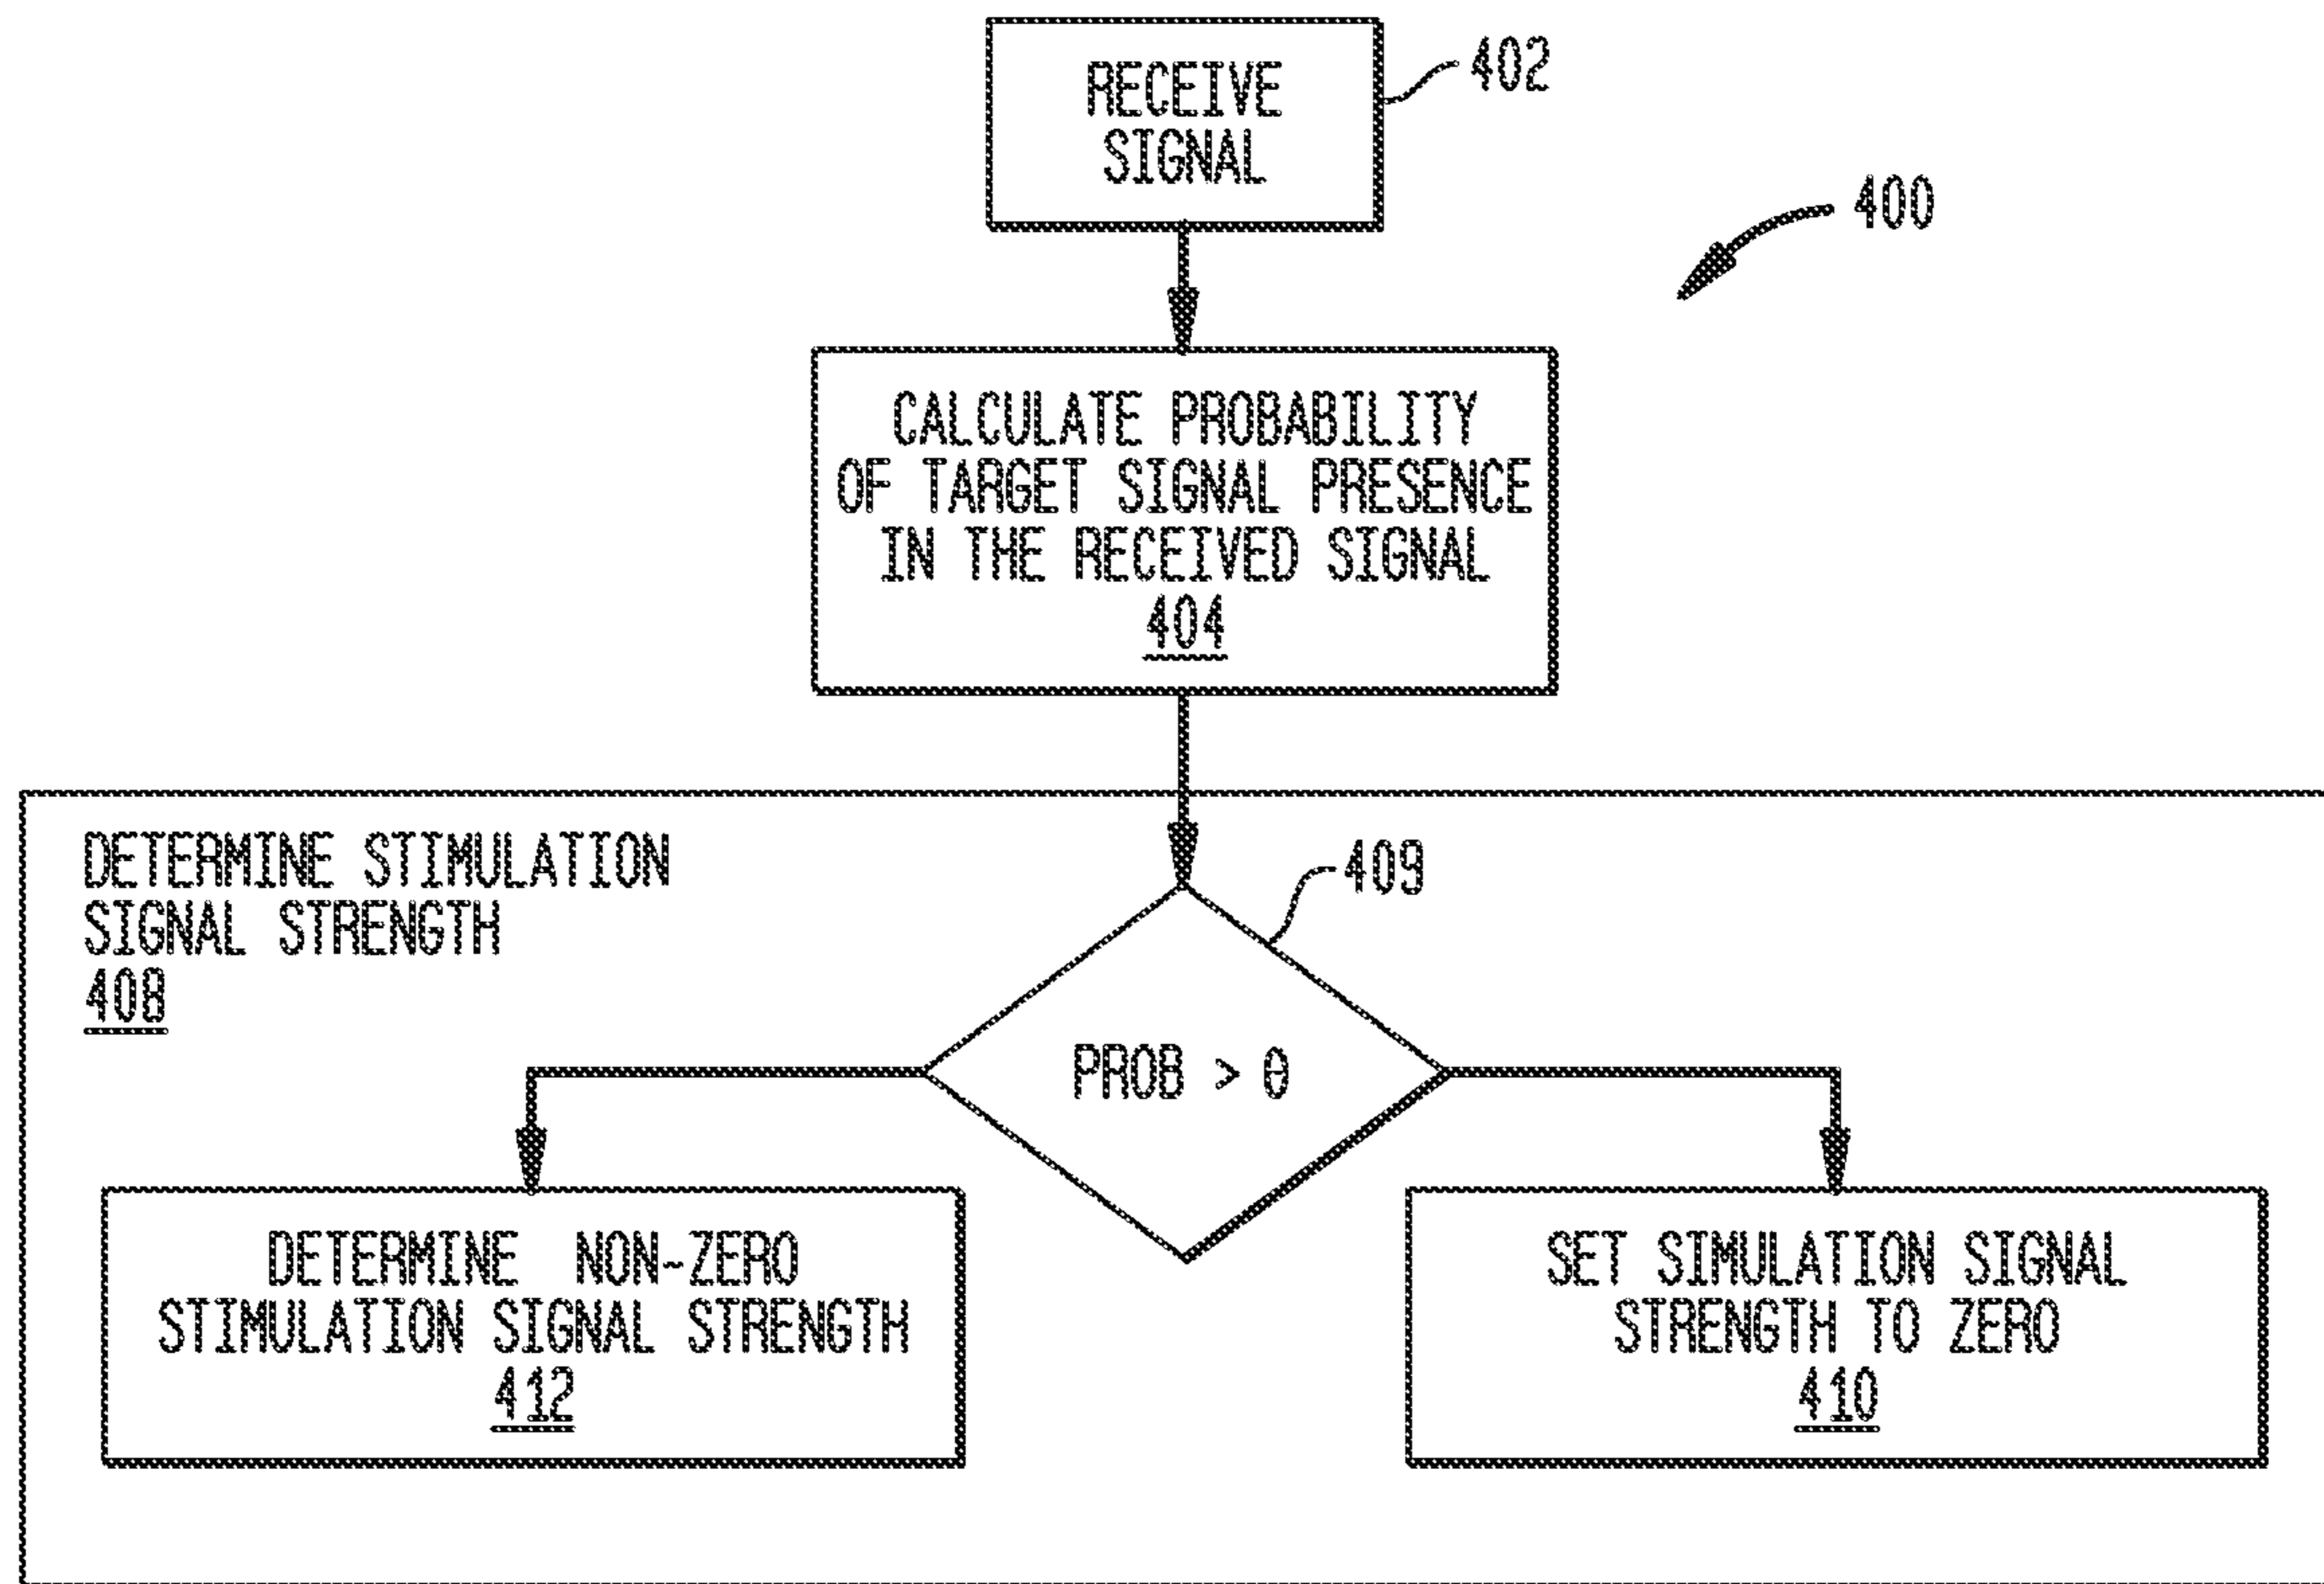 RECEIVE
SIGNAL
402
400
CALCULATE PROBABILITY
OF TARGET SIGNAL PRESENCE
IN THE RECEIVED SIGNAL
404
DETERMINE STIMULATION
SIGNAL STRENGTH
408
409
PROB > θ
DETERMINE NON-ZERO
STIMULATION SIGNAL STRENGTH
412
SET SIMULATION SIGNAL
STRENGTH TO ZERO
410